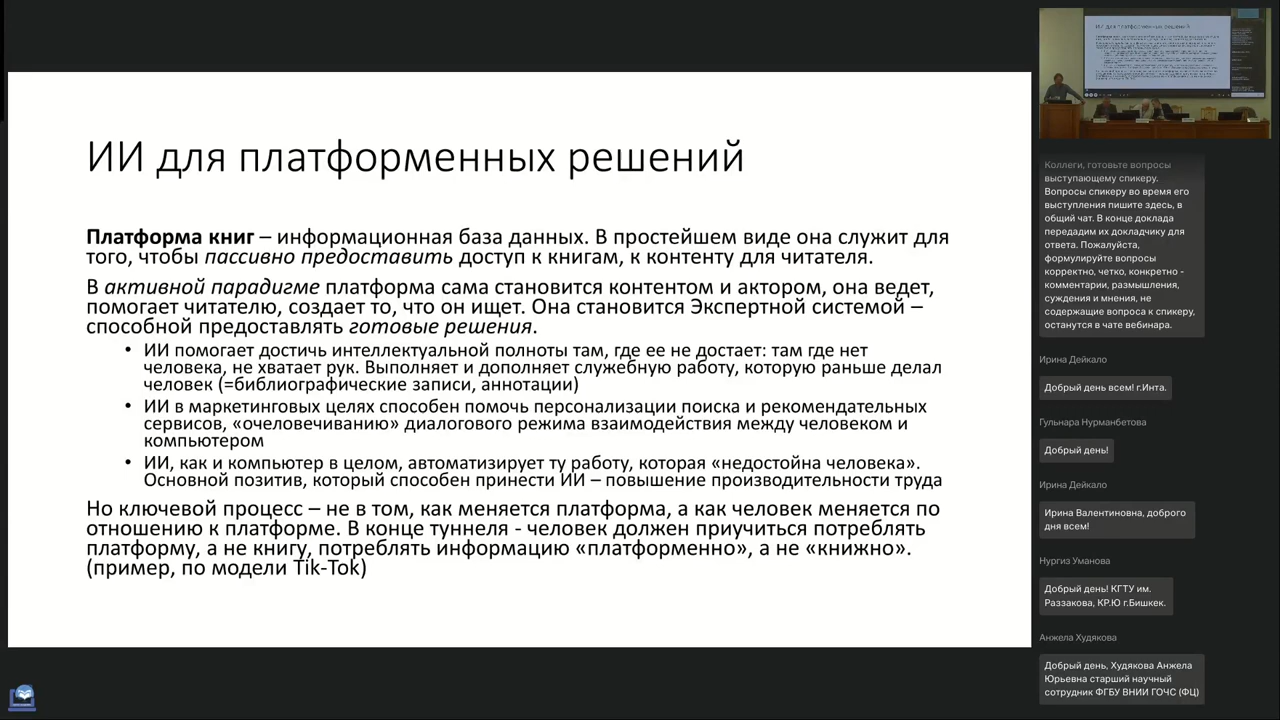 ИИ для платформенных решений
Платформа книг – информационная база данных. В простейшем виде она служит для
того, чтобы пассивно предоставить доступ к книгам, к контенту для читателя.
В активной парадигме платформа сама становится контентом и актором, она ведет,
помогает читателю, создает то, что он ищет. Она становится Экспертной системой –
способной предоставлять готовые решения.
• ИИ помогает достичь интеллектуальной полноты там, где ее не достает: там где нет
человека, не хватает рук. Выполняет и дополняет служебную работу, которую раньше делал
человек (=библиографические записи, аннотации)
• ИИ в маркетинговых целях способен помочь персонализации поиска и рекомендательных
сервисов, «очеловечиванию» диалогового режима взаимодействия между человеком и
компьютером
• ИИ, как и компьютер в целом, автоматизирует ту работу, которая «недостойна человека».
Основной позитив, который способен принести ИИ – повышение производительности труда
Но ключевой процесс – не в том, как меняется платформа, а как человек меняется по
отношению к платформе. В конце туннеля - человек должен приучиться потреблять
платформу, а не книгу, потреблять информацию «платформенно», а не «книжно».
(пример, по модели Tik-Tok)
Коллеги, готовьте вопросы
выступающему спикеру.
Вопросы спикеру во время его
выступления пишите здесь, в
общий чат. В конце доклада
передадим их докладчику для
ответа. Пожалуйста,
формулируйте вопросы
корректно, четко, конкретно -
комментарии, размышления,
суждения и мнения, не
содержащие вопроса к спикеру,
останутся в чате вебинара.
Ирина Дейкало
Добрый день всем! г.Инта.
Гульнара Нурманбетова
Добрый день!
Ирина Дейкало
Ирина Валентиновна, доброго
дня всем!
Нургиз Уманова
Добрый день! КГТУ им.
Раззакова, КР.Ю г.Бишкек.
Анжела Худякова
Добрый день, Худякова Анжела
Юрьевна старший научный
сотрудник ФГБУ ВНИИ ГОЧС (ФЦ)